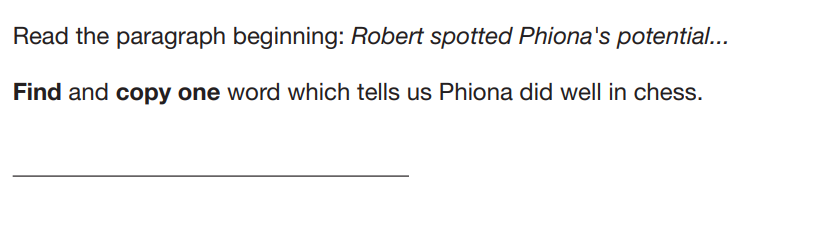 Read the paragraph beginning: Robert spotted Phiona's potential...
Find and copy one word which tells us Phiona did well in chess.